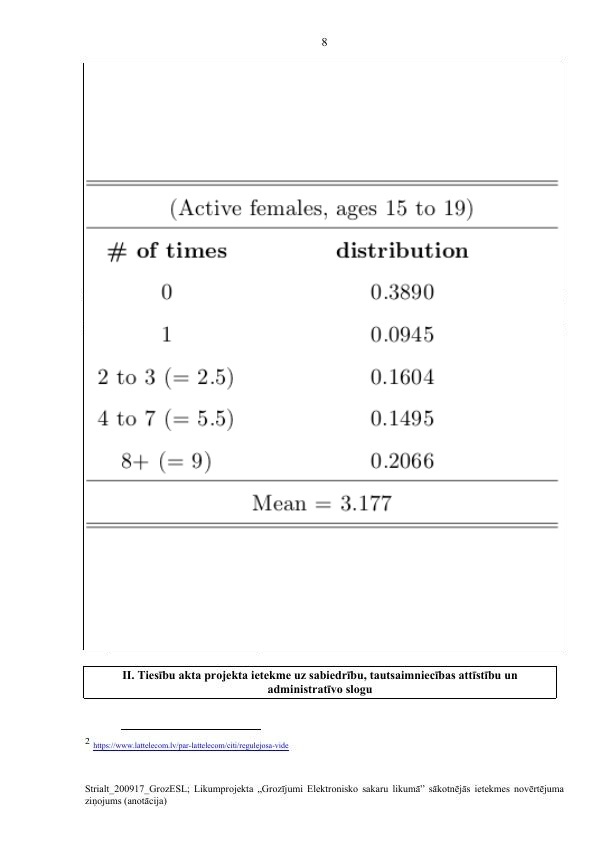 8
(Active females, ages 15 to 19)
# of times distribution
0 0.3890
1 0.0945
2 to 3 (= 2.5) 0.1604
4 to 7 (= 5.5) 0.1495
8+ (= 9) 0.2066
Mean = 3.177
II. Tiesību akta projekta ietekme uz sabiedrību, tautsaimniecības attīstību un
administratīvo slogu
2 https://www.lattelecom.lv/par-lattelecom/citi/regulejosa-vide
Strialt_200917_GrozESL; Likumprojekta „Grozījumi Elektronisko sakaru likumā” sākotnējās ietekmes novērtējuma
ziņojums (anotācija)